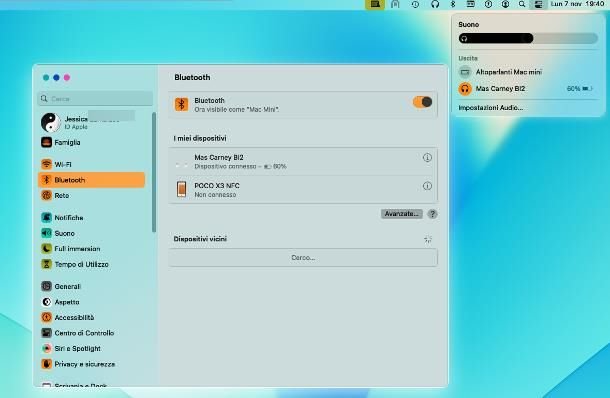 Lun 7 nov 19:40
Suono
Uscita
Altoparlanti Mac mini
Mas Carney BI2
60%
Impostazioni Audio...
Bluetooth
Cerca
Bluetooth
Ora visibile come "Mac Mini".
Jessica
ID Apple
Famiglia
I miei dispositivi
Wi-Fi
Mas Carney BI2
Dispositivo connesso – 60%
Bluetooth
POCO X3 NFC
Non connesso
Rete
Avanzate... ?
Notifiche
Suono
Dispositivi vicini
Full immersion
Cerco...
Tempo di Utilizzo
Generali
Aspetto
Accessibilità
Centro di Controllo
Siri e Spotlight
Privacy e sicurezza
Scrivania e Dock